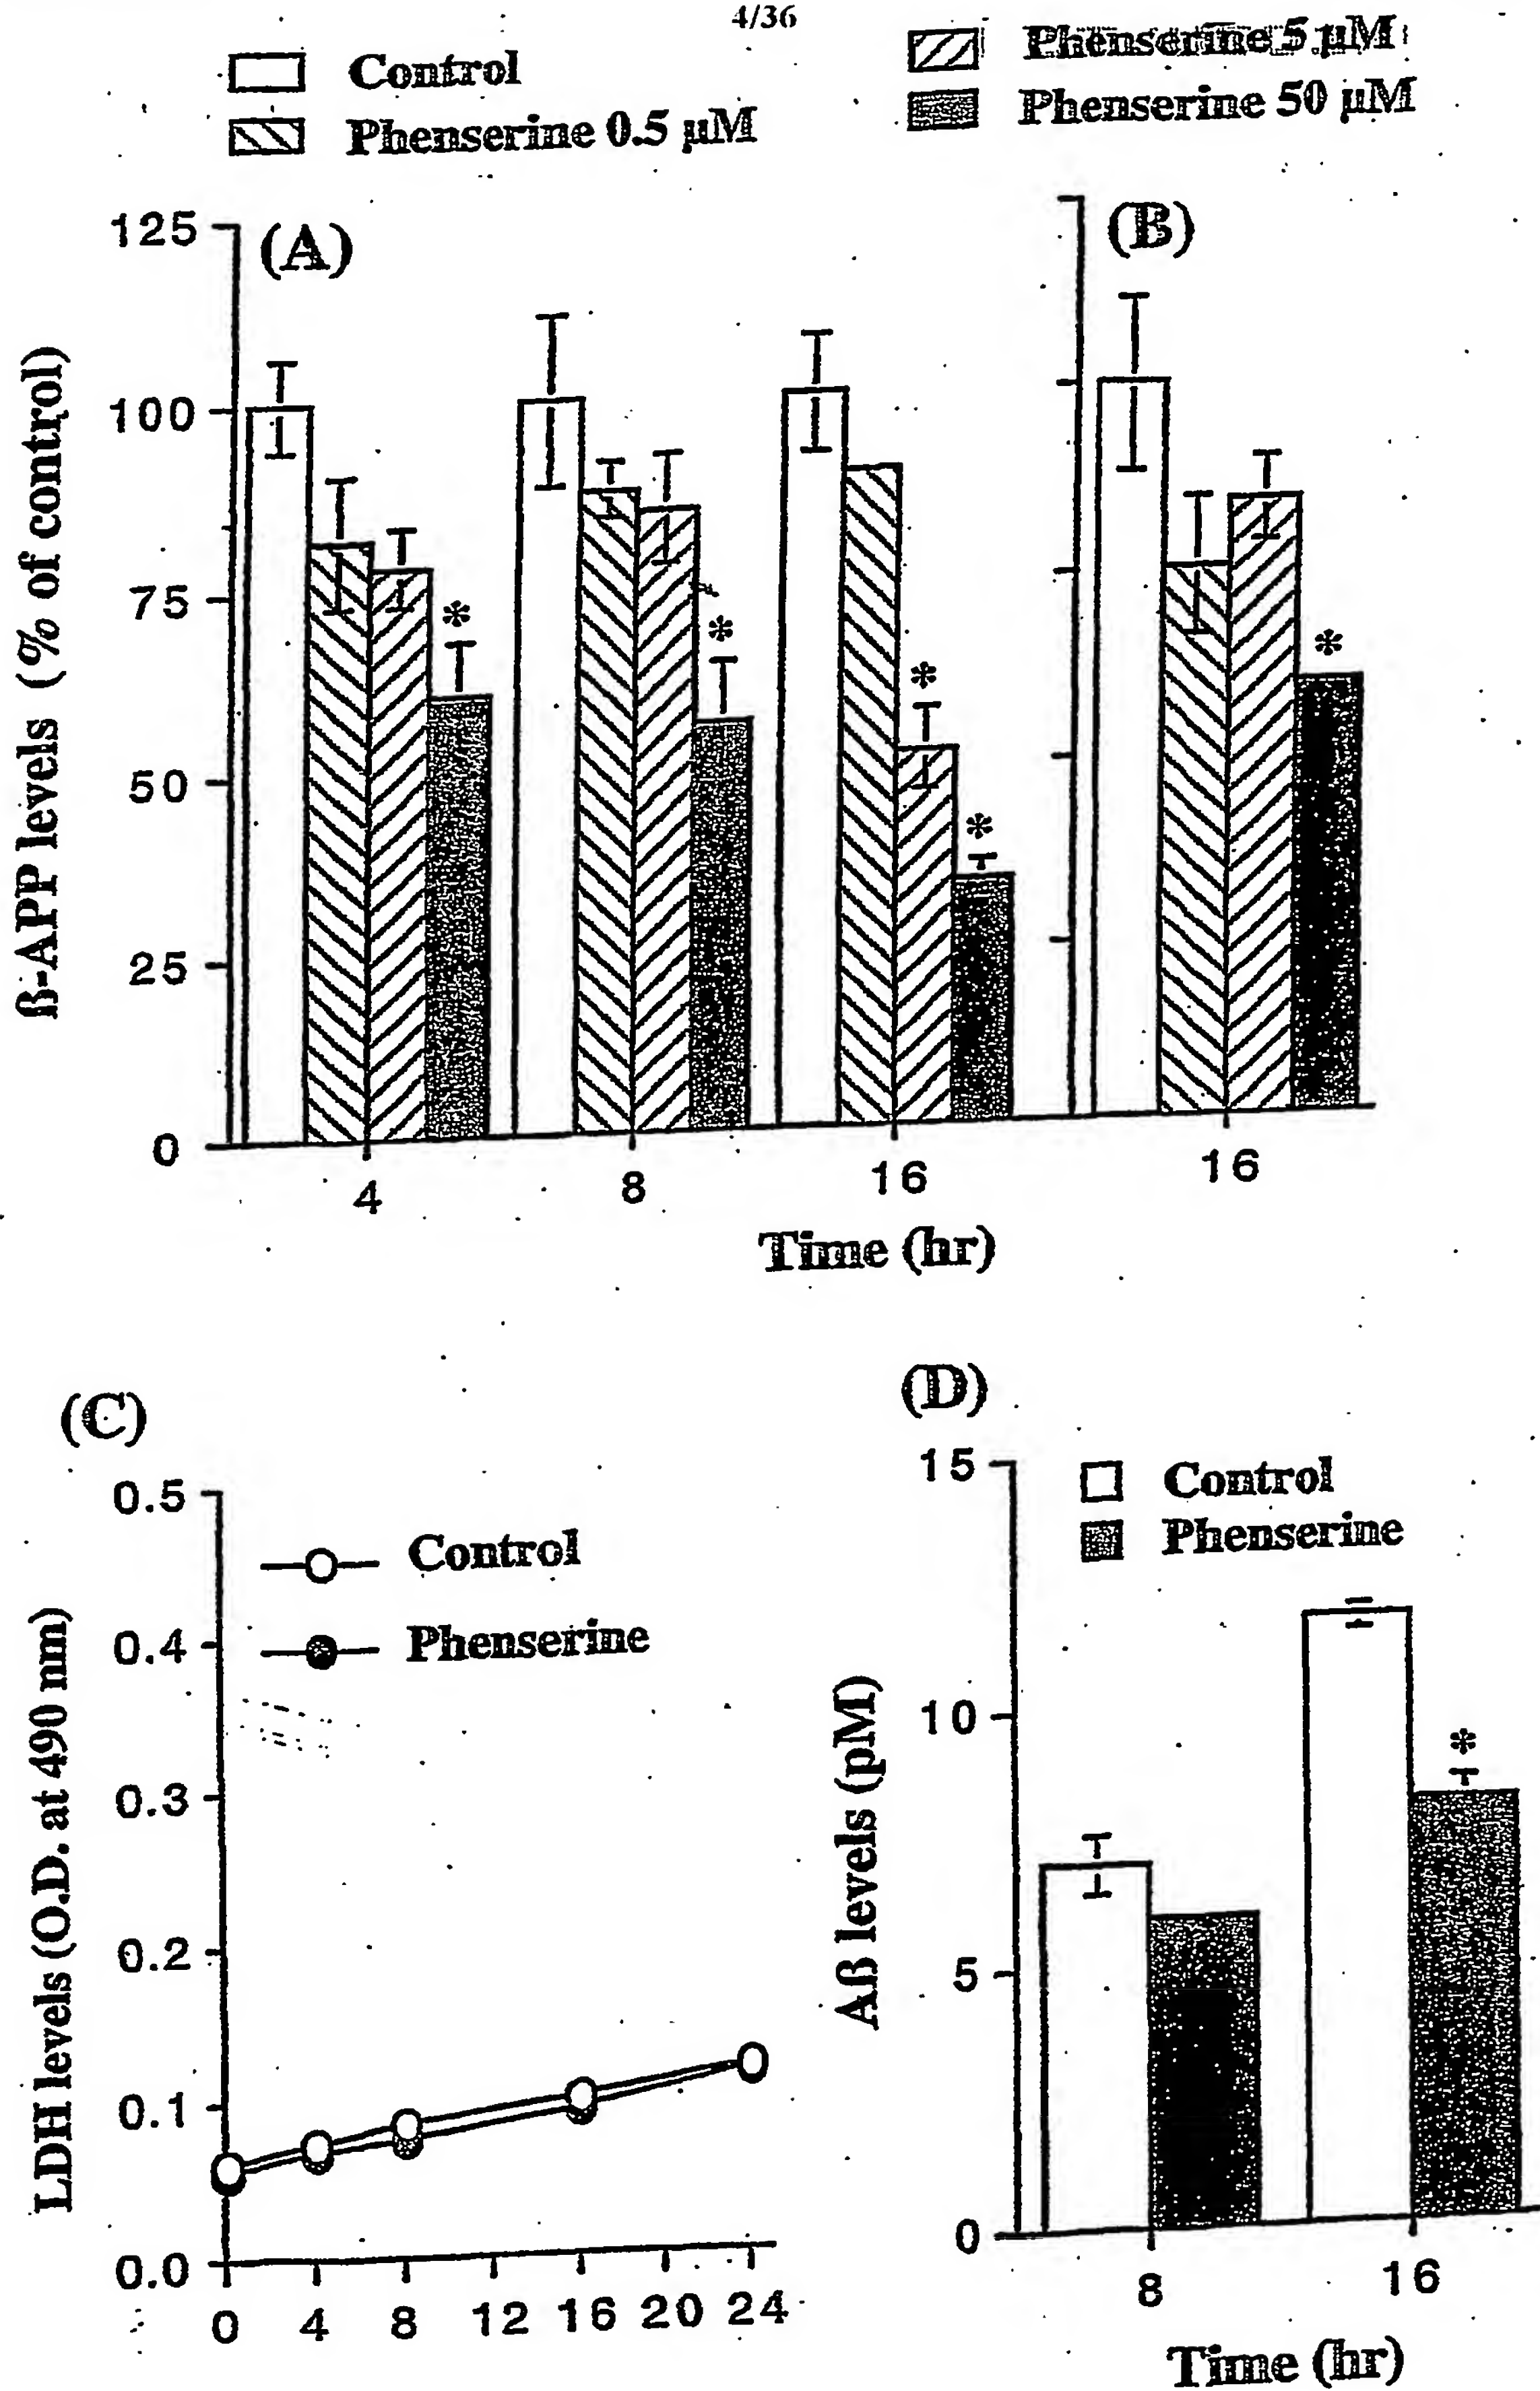 4/36
Control
Phenserine 0.5 µM
Phenserine 5 µM
Phenserine 50 µM
(A)
(B)
ß-APP levels (% of control)
125
100
75
50
25
0
*
*
*
*
*
4
8
16
16
Time (hr)
(C)
LDH levels (O.D. at 490 nm)
0.5
0.4
0.3
0.2
0.1
0.0
Control
Phenserine
0 4 8 12 16 20 24
(D)
Aß levels (pM)
15
10
5
0
Control
Phenserine
*
8
16
Time (hr)